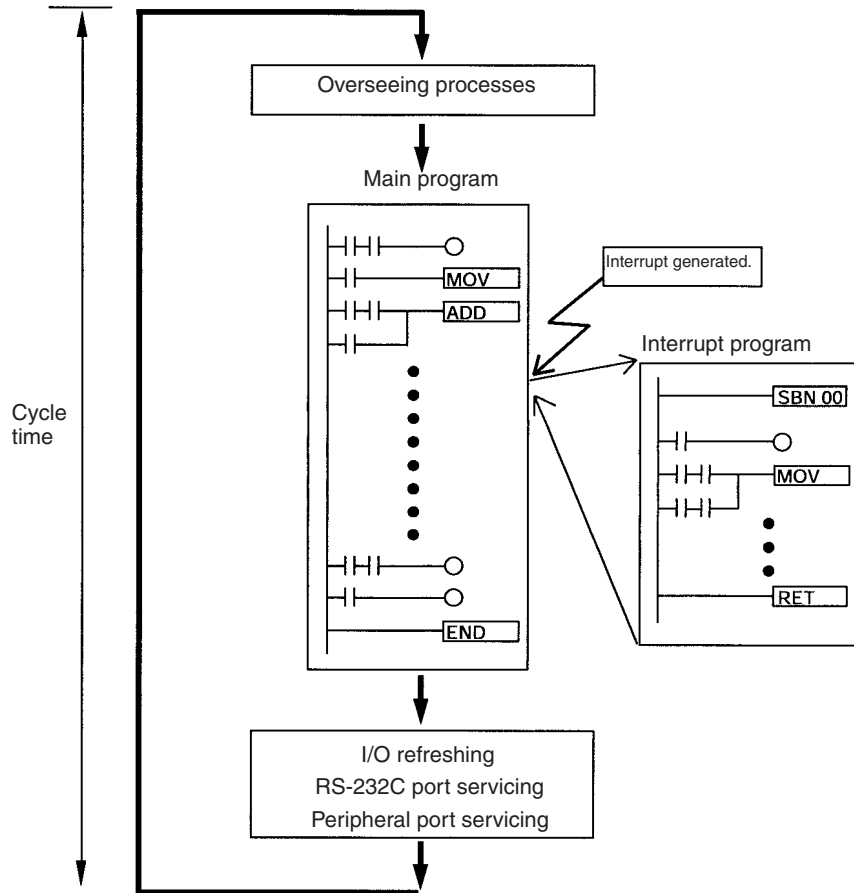 Overseeing processes
Main program
MOV
ADD
END
Interrupt generated.
Interrupt program
SBN 00
MOV
RET
Cycle
time
I/O refreshing
RS-232C port servicing
Peripheral port servicing